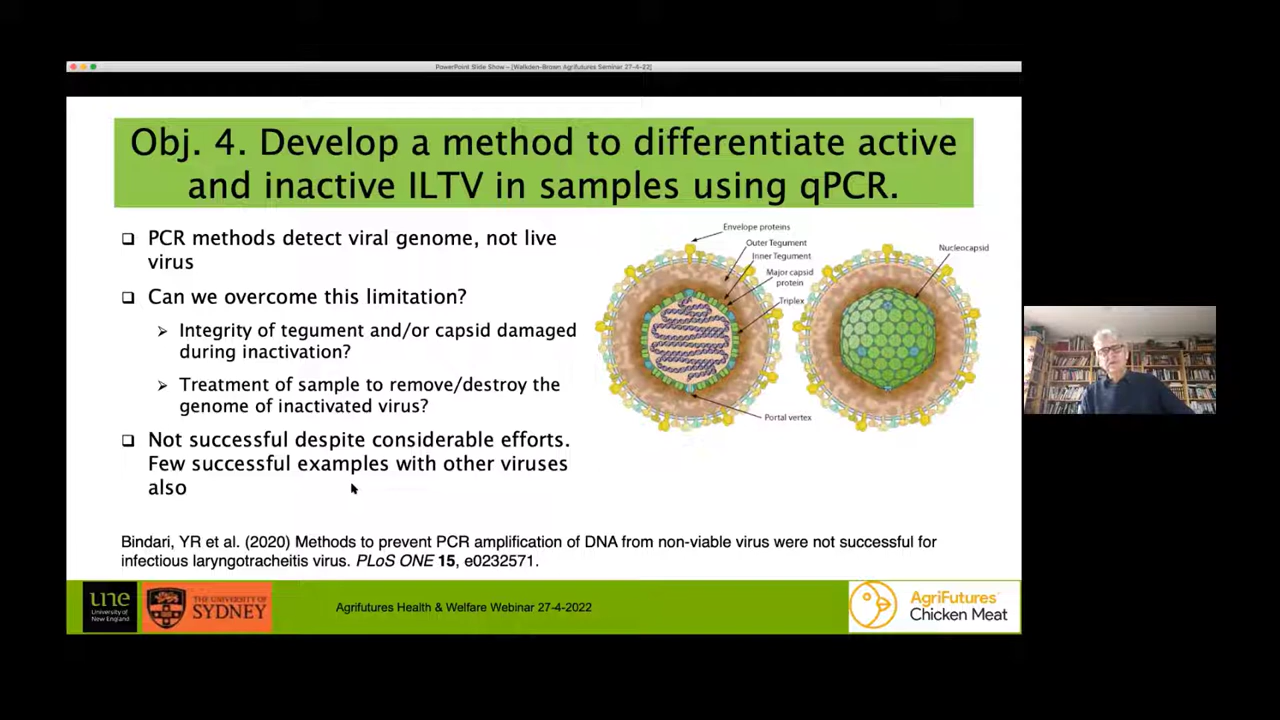 PowerPoint Slide Show - [Walkden-Brown Agrifutures Seminar 27-4-22]
Obj. 4. Develop a method to differentiate active
and inactive ILTV in samples using qPCR.
❑ PCR methods detect viral genome, not live
virus
❑ Can we overcome this limitation?
➢ Integrity of tegument and/or capsid damaged
during inactivation?
➢ Treatment of sample to remove/destroy the
genome of inactivated virus?
❑ Not successful despite considerable efforts.
Few successful examples with other viruses
also
Envelope proteins
Outer Tegument
Inner Tegument
Major capsid
protein
Triplex
Portal vertex
Nucleocapsid
Bindari, YR et al. (2020) Methods to prevent PCR amplification of DNA from non-viable virus were not successful for
infectious laryngotracheitis virus. PLoS ONE 15, e0232571.
une
University of
New England
THE UNIVERSITY OF
SYDNEY
Agrifutures Health & Welfare Webinar 27-4-2022
AgriFutures™
Chicken Meat